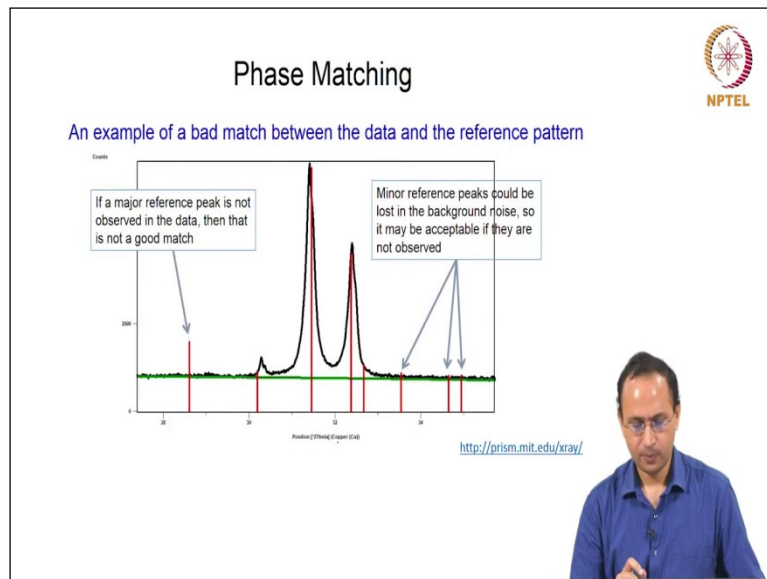 Phase Matching
NPTEL
An example of a bad match between the data and the reference pattern
Counts
If a major reference peak is not
observed in the data, then that
is not a good match
Minor reference peaks could be
lost in the background noise, so
it may be acceptable if they are
not observed
2500
0
28
30
32
34
Position [°2Theta] (Copper (Cu))
http://prism.mit.edu/xray/